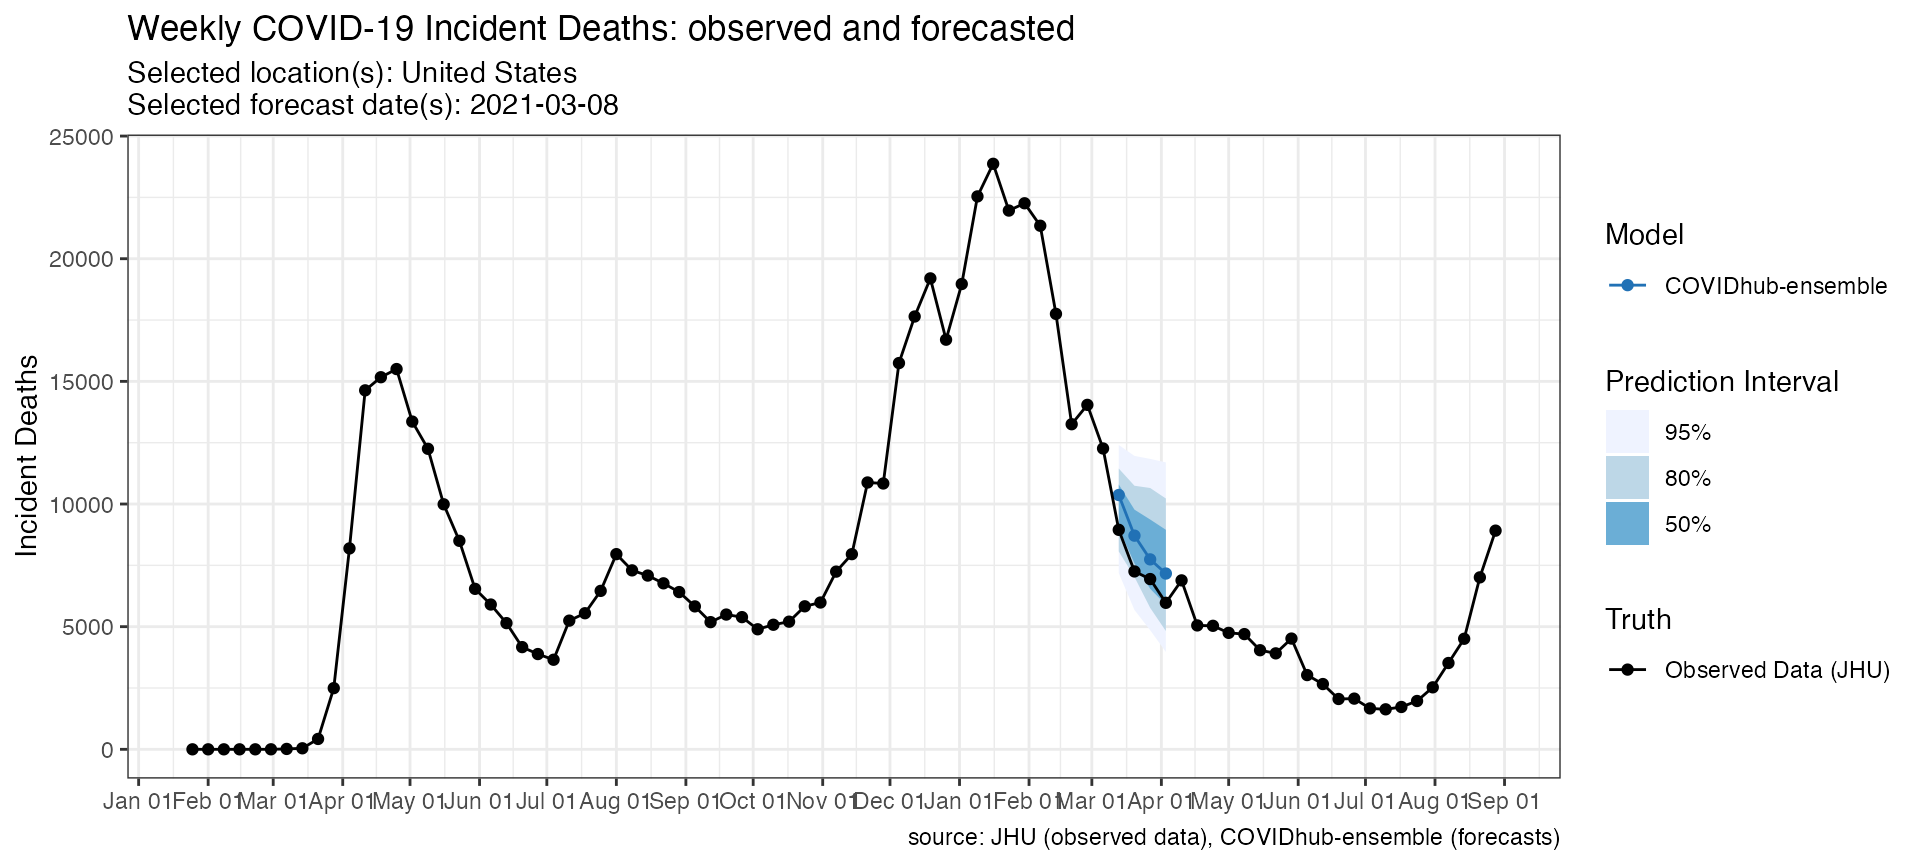 Weekly COVID-19 Incident Deaths: observed and forecasted
Selected location(s): United States
Selected forecast date(s): 2021-03-08
25000
20000
15000
10000
5000
0
Incident Deaths
Jan 01 Feb 01 Mar 01 Apr 01 May 01 Jun 01 Jul 01 Aug 01 Sep 01 Oct 01 Nov 01 Dec 01 Jan 01 Feb 01 Mar 01 Apr 01 May 01 Jun 01 Jul 01 Aug 01 Sep 01
source: JHU (observed data), COVIDhub-ensemble (forecasts)
Model
COVIDhub-ensemble
Prediction Interval
95%
80%
50%
Truth
Observed Data (JHU)